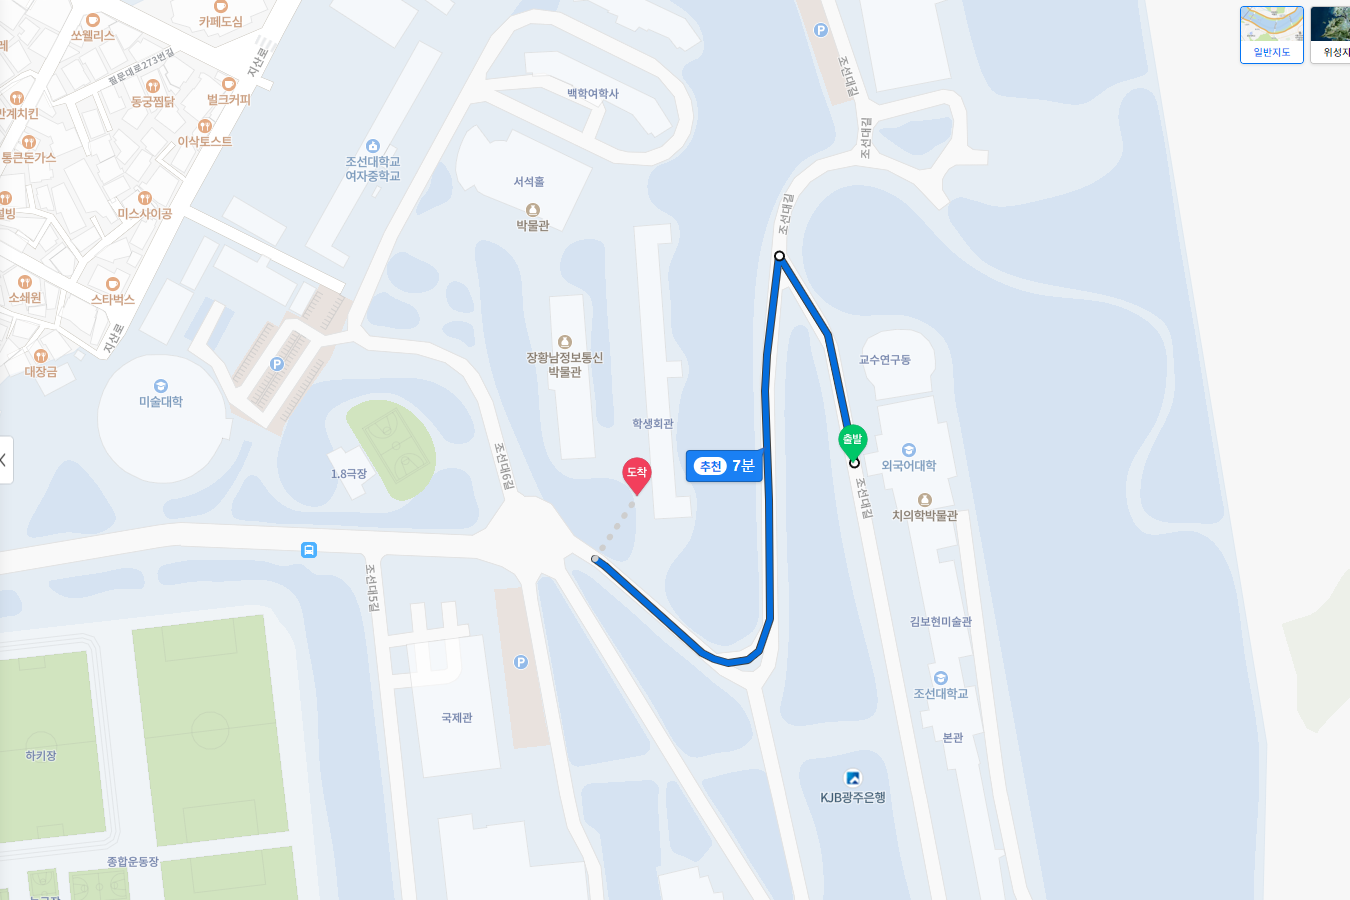 카페도심
쏘웰리스
지산로
필문대로273번길
동궁찜닭
벌크커피
이삭토스트
통큰돈가스
미스사이공
소쇄원
스타벅스
지산로
대장금
미술대학
조선대학교
여자중학교
백학여학사
서석홀
박물관
장황남정보통신
박물관
학생회관
1.8극장
조선대6길
조선대5길
도착
추천 7분
출발
조선대길
조선대길
조선대길
조선대길
교수연구동
외국어대학
치의학박물관
김보현미술관
조선대학교
본관
KJB광주은행
국제관
하키장
종합운동장
P
P
P
일반지도
위성지